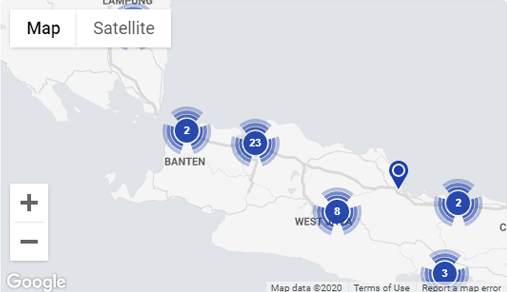 LAMPUNG
Map Satellite
2
23
BANTEN
2
8
WEST
3
Google
Map data ©2020 Terms of Use Report a map error